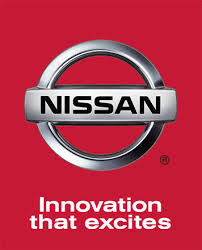 NISSAN
®
Innovation
that excites